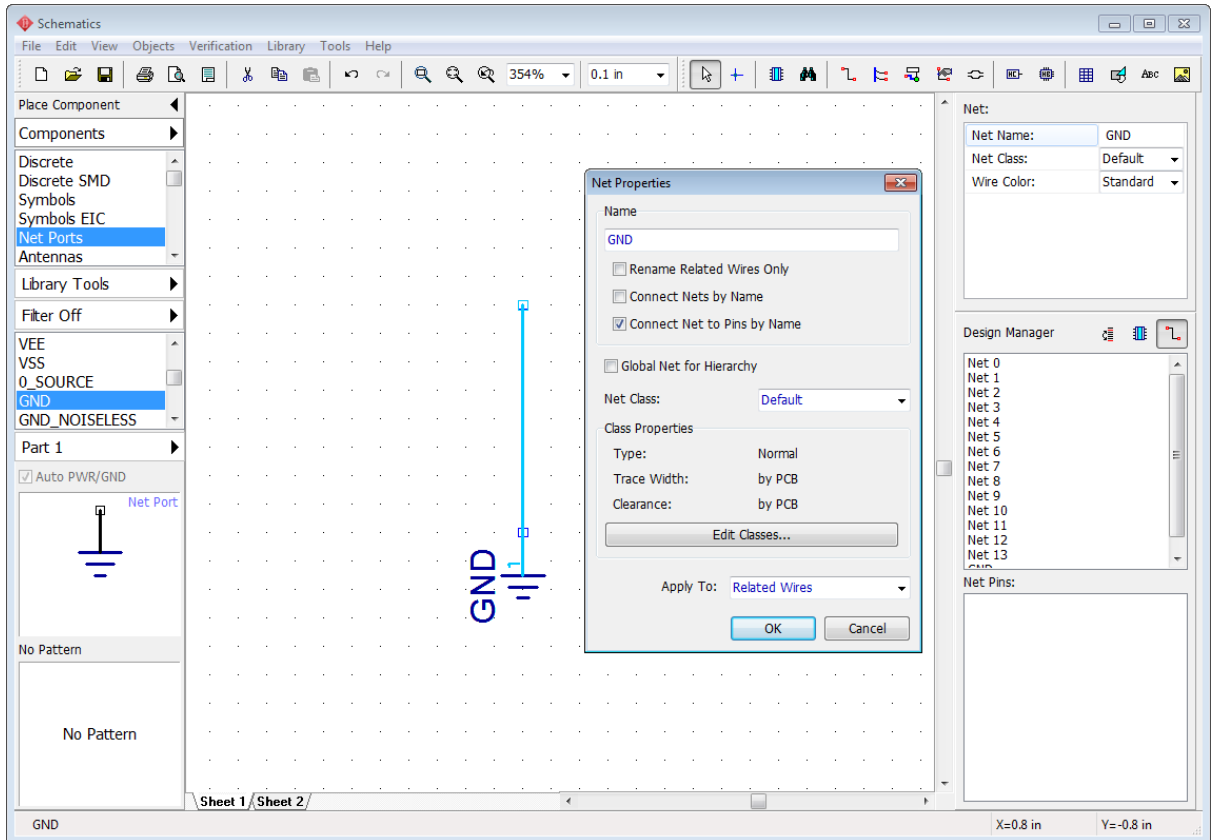 Schematics
File Edit View Objects Verification Library Tools Help
354% 0.1 in ABC
Place Component
Components
Discrete
Discrete SMD
Symbols
Symbols EIC
Net Ports
Antennas
Library Tools
Filter Off
VEE
VSS
0_SOURCE
GND
GND_NOISELESS
Part 1
Auto PWR/GND
Net Port
No Pattern
No Pattern
GND
1
Net Properties
Name
GND
Rename Related Wires Only
Connect Nets by Name
Connect Net to Pins by Name
Global Net for Hierarchy
Net Class: Default
Class Properties
Type: Normal
Trace Width: by PCB
Clearance: by PCB
Edit Classes...
Apply To: Related Wires
OK Cancel
Net:
Net Name: GND
Net Class: Default
Wire Color: Standard
Design Manager
Net 0
Net 1
Net 2
Net 3
Net 4
Net 5
Net 6
Net 7
Net 8
Net 9
Net 10
Net 11
Net 12
Net 13
GND
Net Pins:
Sheet 1 Sheet 2
GND X=0.8 in Y=-0.8 in